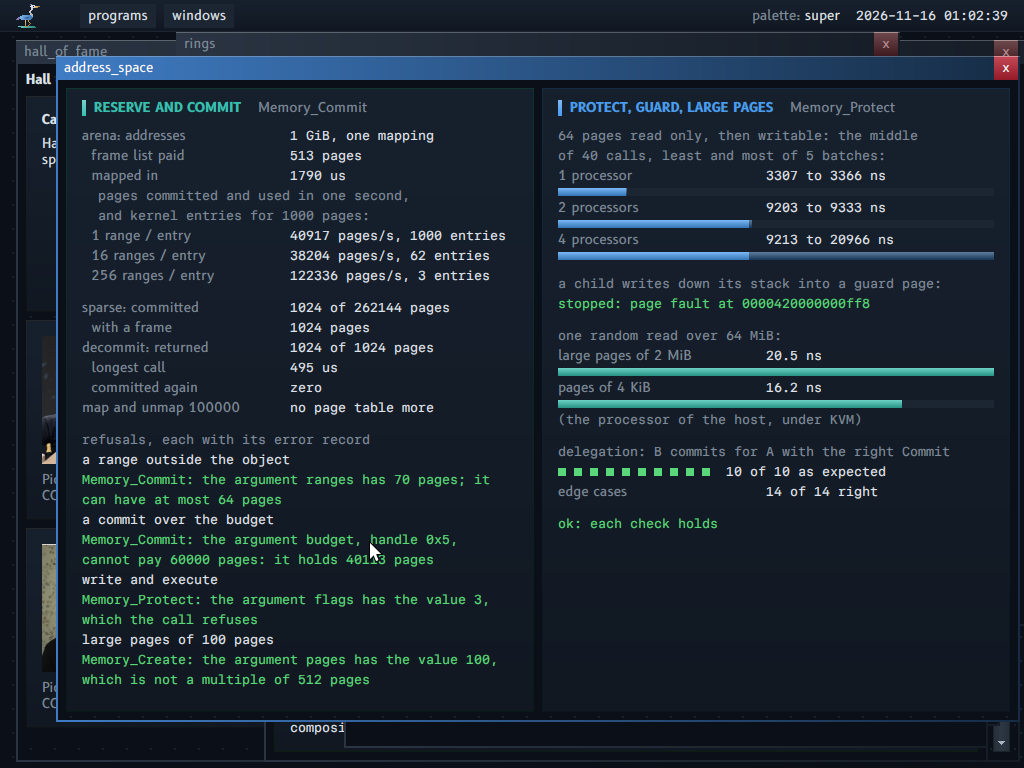 programs windows palette: super 2026-11-16 01:02:39
rings x
hall_of_fame x
address_space x
Hall
Ca
Ha
sp
Pi
CC
Pi
CC
RESERVE AND COMMIT Memory_Commit
arena: addresses 1 GiB, one mapping
frame list paid 513 pages
mapped in 1790 us
pages committed and used in one second,
and kernel entries for 1000 pages:
1 range / entry 40917 pages/s, 1000 entries
16 ranges / entry 38204 pages/s, 62 entries
256 ranges / entry 122336 pages/s, 3 entries
sparse: committed 1024 of 262144 pages
with a frame 1024 pages
decommit: returned 1024 of 1024 pages
longest call 495 us
committed again zero
map and unmap 100000 no page table more
refusals, each with its error record
a range outside the object
Memory_Commit: the argument ranges has 70 pages; it
can have at most 64 pages
a commit over the budget
Memory_Commit: the argument budget, handle 0x5,
cannot pay 60000 pages: it holds 40113 pages
write and execute
Memory_Protect: the argument flags has the value 3,
which the call refuses
large pages of 100 pages
Memory_Create: the argument pages has the value 100,
which is not a multiple of 512 pages
PROTECT, GUARD, LARGE PAGES Memory_Protect
64 pages read only, then writable: the middle
of 40 calls, least and most of 5 batches:
1 processor 3307 to 3366 ns
2 processors 9203 to 9333 ns
4 processors 9213 to 20966 ns
a child writes down its stack into a guard page:
stopped: page fault at 0000420000000ff8
one random read over 64 MiB:
large pages of 2 MiB 20.5 ns
pages of 4 KiB 16.2 ns
(the processor of the host, under KVM)
delegation: B commits for A with the right Commit
10 of 10 as expected
edge cases 14 of 14 right
ok: each check holds
composi